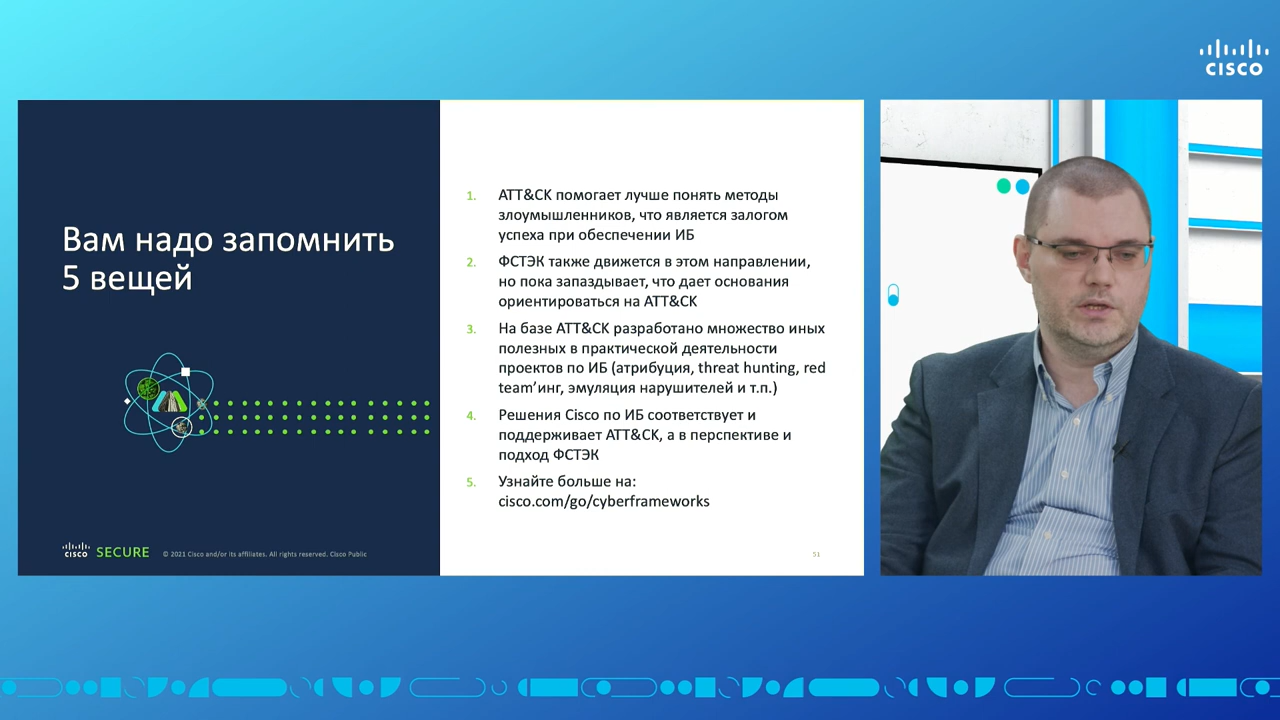 CISCO
Вам надо запомнить
5 вещей
1. ATT&CK помогает лучше понять методы
злоумышленников, что является залогом
успеха при обеспечении ИБ
2. ФСТЭК также движется в этом направлении,
но пока запаздывает, что дает основания
ориентироваться на ATT&CK
3. На базе ATT&CK разработано множество иных
полезных в практической деятельности
проектов по ИБ (атрибуция, threat hunting, red
team’инг, эмуляция нарушителей и т.п.)
4. Решения Cisco по ИБ соответствует и
поддерживает ATT&CK, а в перспективе и
подход ФСТЭК
5. Узнайте больше на:
cisco.com/go/cyberframeworks
CISCO SECURE © 2021 Cisco and/or its affiliates. All rights reserved. Cisco Public
51